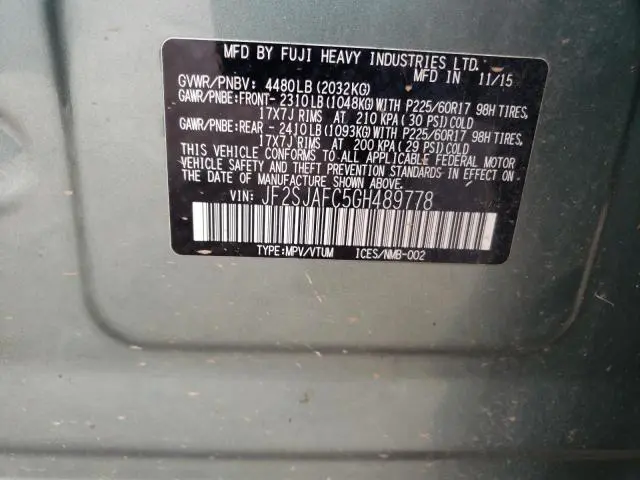 MFD BY FUJI HEAVY INDUSTRIES LTD.
MFD IN 11/15
GVWR/PNBV: 4480LB (2032KG)
GAWR/PNBE:FRONT- 2310LB (1048KG) WITH P225/60R17 98H TIRES,
17X7J RIMS AT 210 KPA (30 PSI) COLD
GAWR/PNBE:REAR - 2410LB (1093KG) WITH P225/60R17 98H TIRES,
17X7J RIMS AT 200 KPA (29 PSI) COLD
THIS VEHICLE CONFORMS TO ALL APPLICABLE FEDERAL MOTOR
VEHICLE SAFETY AND THEFT PREVENTION STANDARDS IN EFFECT ON
THE DATE OF MANUFACTURE SHOWN ABOVE.
VIN: JF2SJAFC5GH489778
TYPE:MPV/VTUM ICES/NMB-002